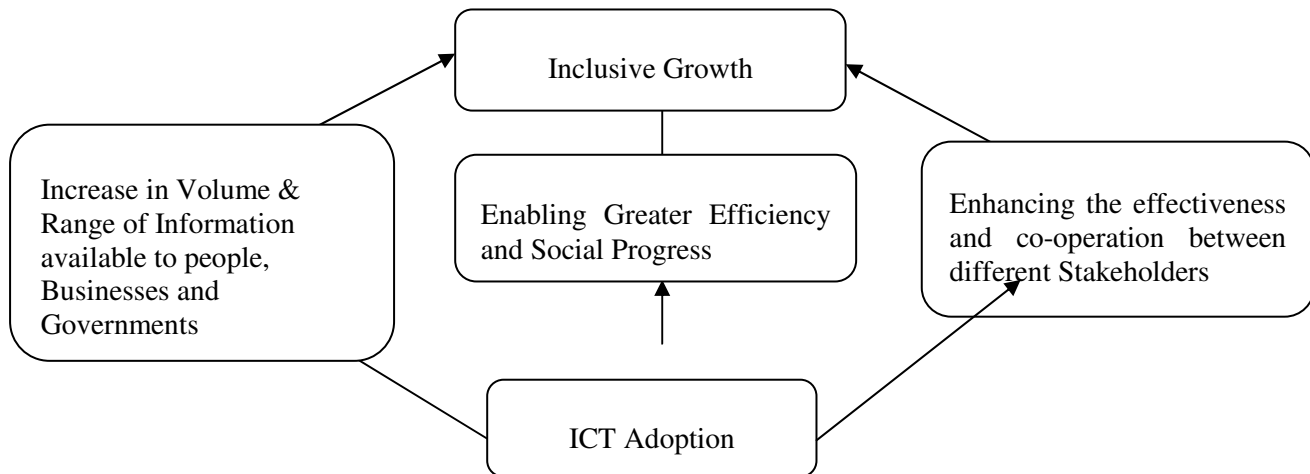 Inclusive Growth
Increase in Volume &
Range of Information
available to people,
Businesses and
Governments
Enabling Greater Efficiency
and Social Progress
Enhancing the effectiveness
and co-operation between
different Stakeholders
ICT Adoption